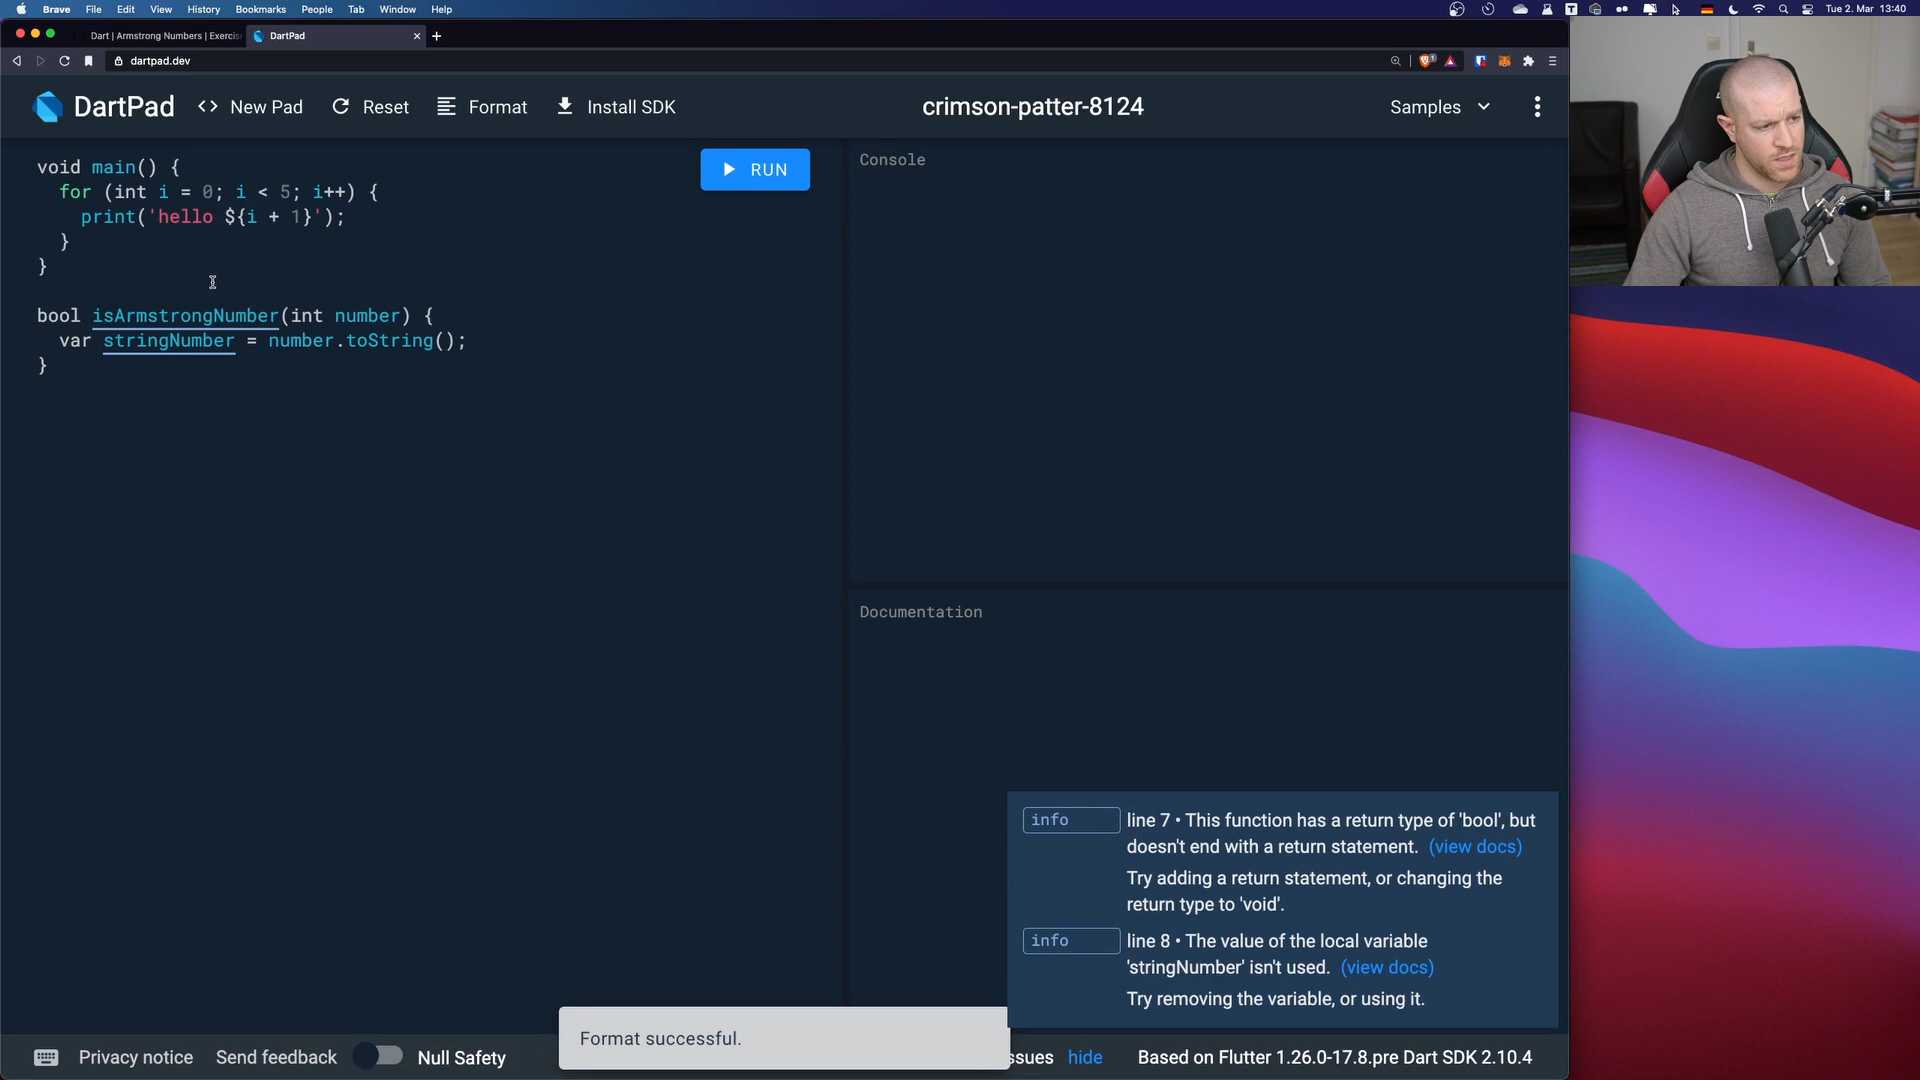 Brave File Edit View History Bookmarks People Tab Window Help Tue 2. Mar 13:40
Dart | Armstrong Numbers | Exercis DartPad
dartpad.dev
DartPad <> New Pad Reset Format Install SDK crimson-patter-8124 Samples
void main() {
for (int i = 0; i < 5; i++) {
print('hello ${i + 1}');
}
}
bool isArmstrongNumber(int number) {
var stringNumber = number.toString();
}
RUN
Console
Documentation
info line 7 • This function has a return type of 'bool', but
doesn't end with a return statement. (view docs)
Try adding a return statement, or changing the
return type to 'void'.
info line 8 • The value of the local variable
'stringNumber' isn't used. (view docs)
Try removing the variable, or using it.
Format successful.
Privacy notice Send feedback Null Safety ssues hide Based on Flutter 1.26.0-17.8.pre Dart SDK 2.10.4